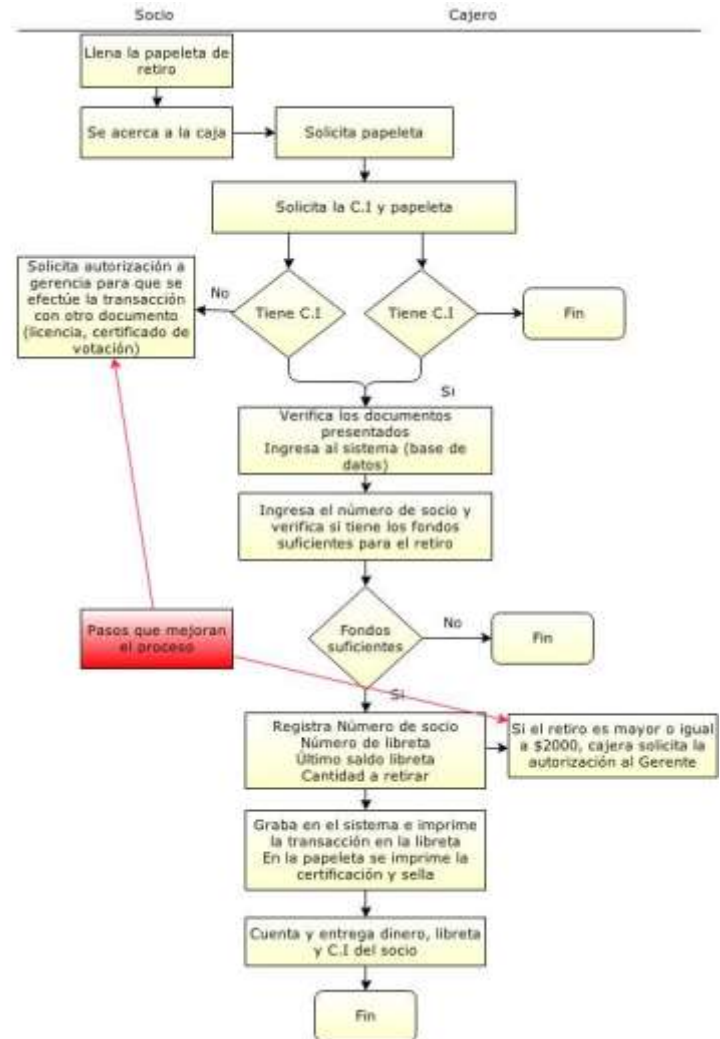 Socio
Cajero
Llena la papeleta de
retiro
Se acerca a la caja
Solicita papeleta
Solicita la C.I y papeleta
Solicita autorización a
gerencia para que se
efectúe la transacción
con otro documento
(licencia, certificado de
votación)
No
Tiene C.I
Tiene C.I
Fin
Si
Verifica los documentos
presentados
Ingresa al sistema (base de
datos)
Ingresa el número de socio y
verifica si tiene los fondos
suficientes para el retiro
Pasos que mejoran
el proceso
Fondos
suficientes
No
Fin
Si
Registra Número de socio
Número de libreta
Último saldo libreta
Cantidad a retirar
Si el retiro es mayor o igual
a $2000, cajera solicita la
autorización al Gerente
Graba en el sistema e imprime
la transacción en la libreta
En la papeleta se imprime la
certificación y sella
Cuenta y entrega dinero, libreta
y C.I del socio
Fin